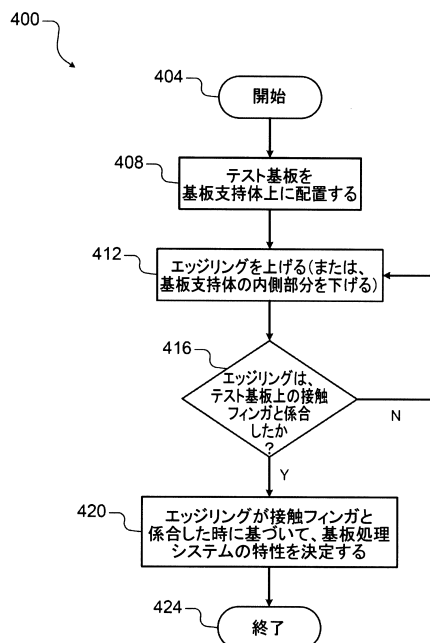 400
404
開始
408
テスト基板を
基板支持体上に配置する
412
エッジリングを上げる(または、
基板支持体の内側部分を下げる)
416
エッジリングは、
テスト基板上の接触
フィンガと係合
したか
?
N
Y
420
エッジリングが接触フィンガと
係合した時に基づいて、基板処理
システムの特性を決定する
424
終了